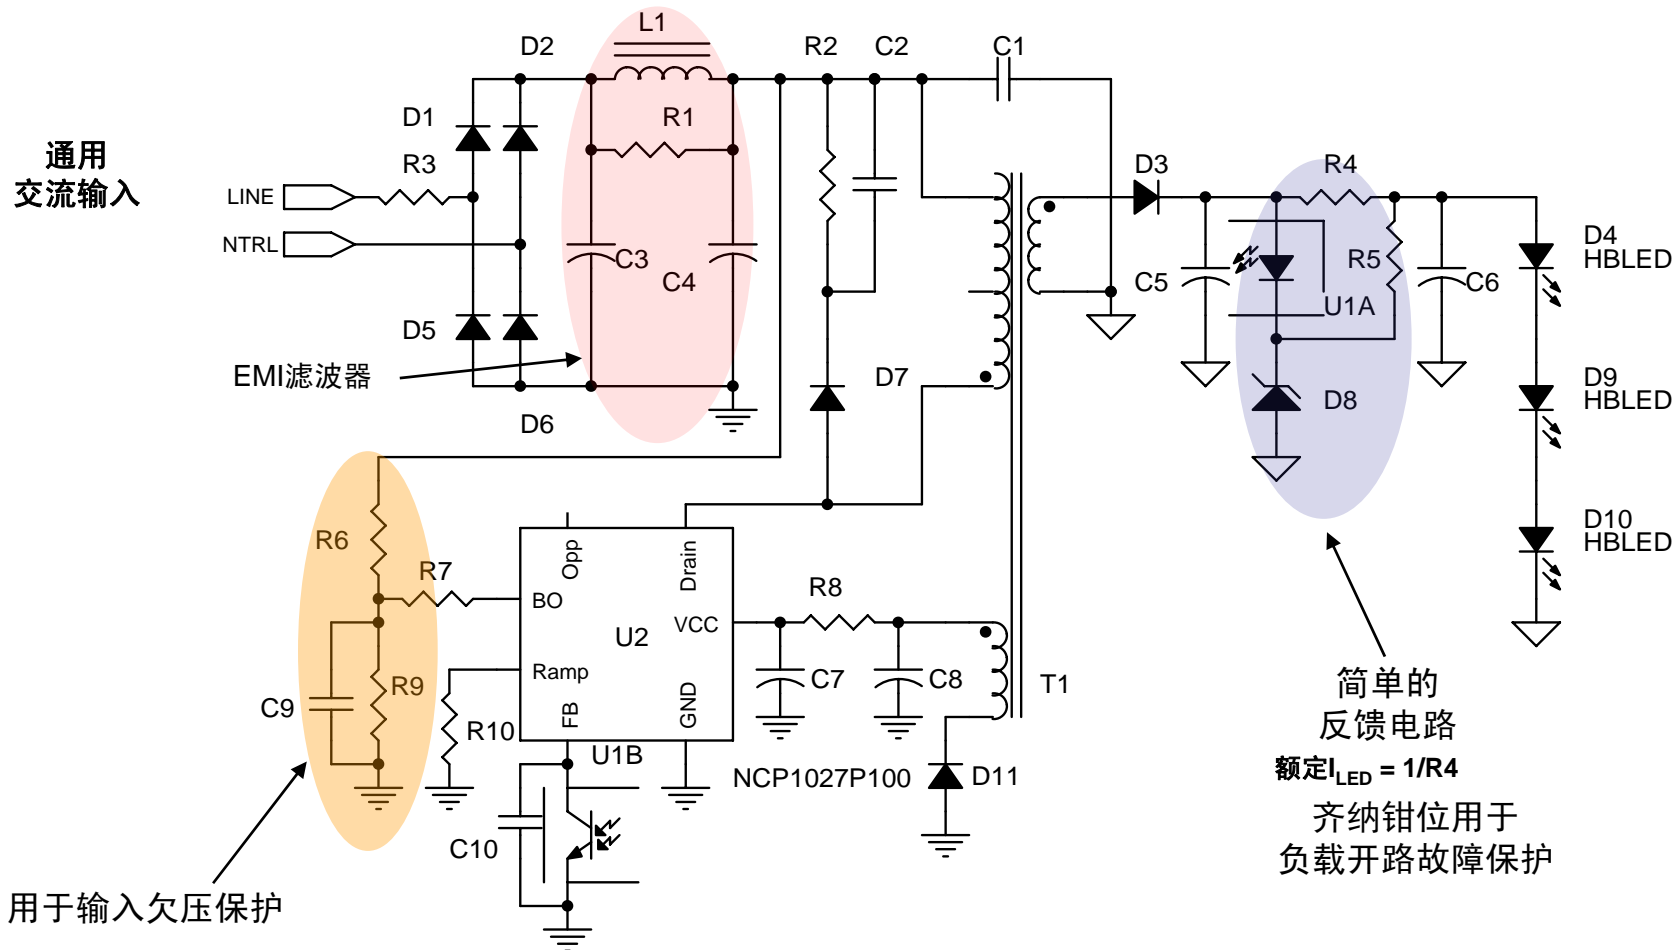 L1
D2
R2
C2
C1
D1
R1
通用
交流输入
R3
D3
R4
LINE
NTRL
C3
C4
C5
R5
C6
U1A
D4
HBLED
D5
EMI滤波器
D7
D8
D9
HBLED
D6
R6
R7
Opp
Drain
BO
U2
VCC
R8
D10
HBLED
Ramp
R9
C9
FB
GND
C7
C8
T1
R10
U1B
NCP1027P100
D11
C10
简单的
反馈电路
额定ILED = 1/R4
齐纳钳位用于
负载开路故障保护
用于输入欠压保护